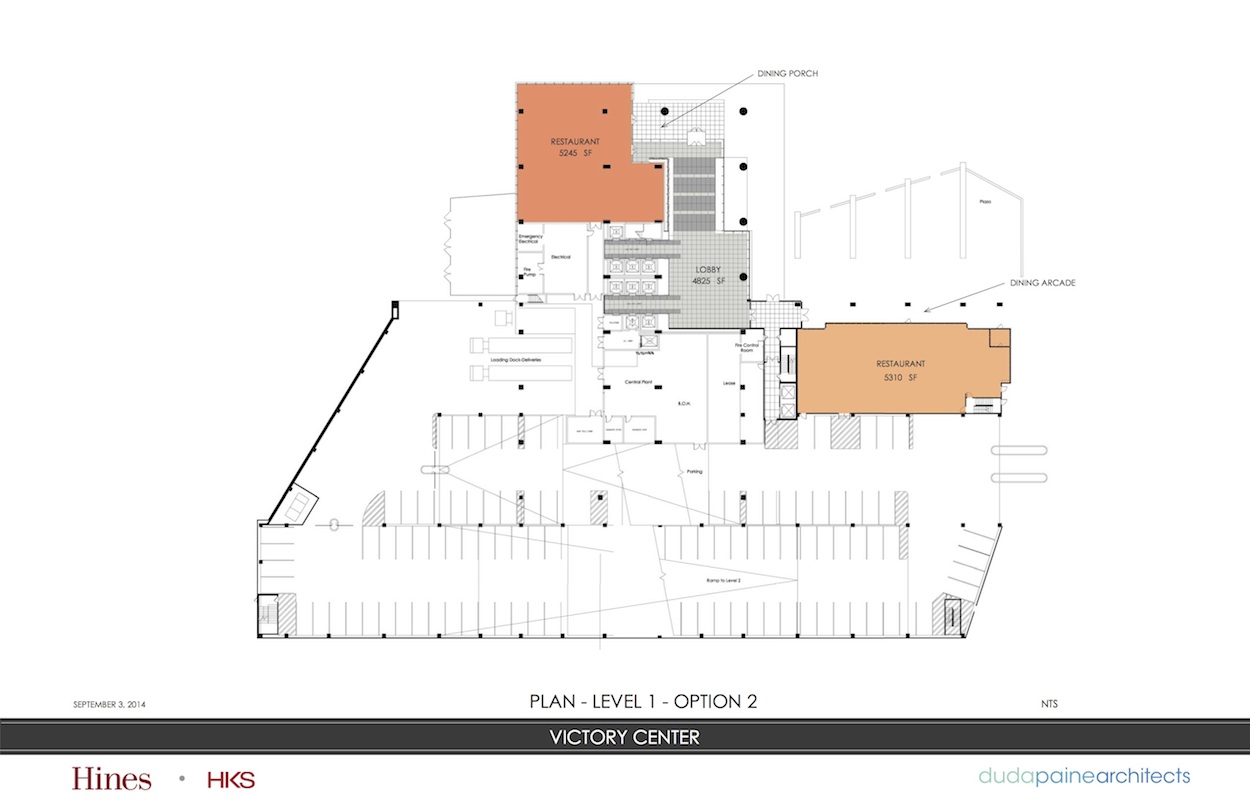 DINING PORCH
RESTAURANT
5245 SF
Plaza
Emergency
Electrical
Electrical
Fire
Pump
LOBBY
4825 SF
DINING ARCADE
Fire Control
Room
RESTAURANT
5310 SF
Loading Dock-Deliveries
Central Plant
Lease
B.O.H.
Parking
Ramp to Level 2
SEPTEMBER 3, 2014
PLAN - LEVEL 1 - OPTION 2
NTS
VICTORY CENTER
Hines • HKS
dudapainearchitects